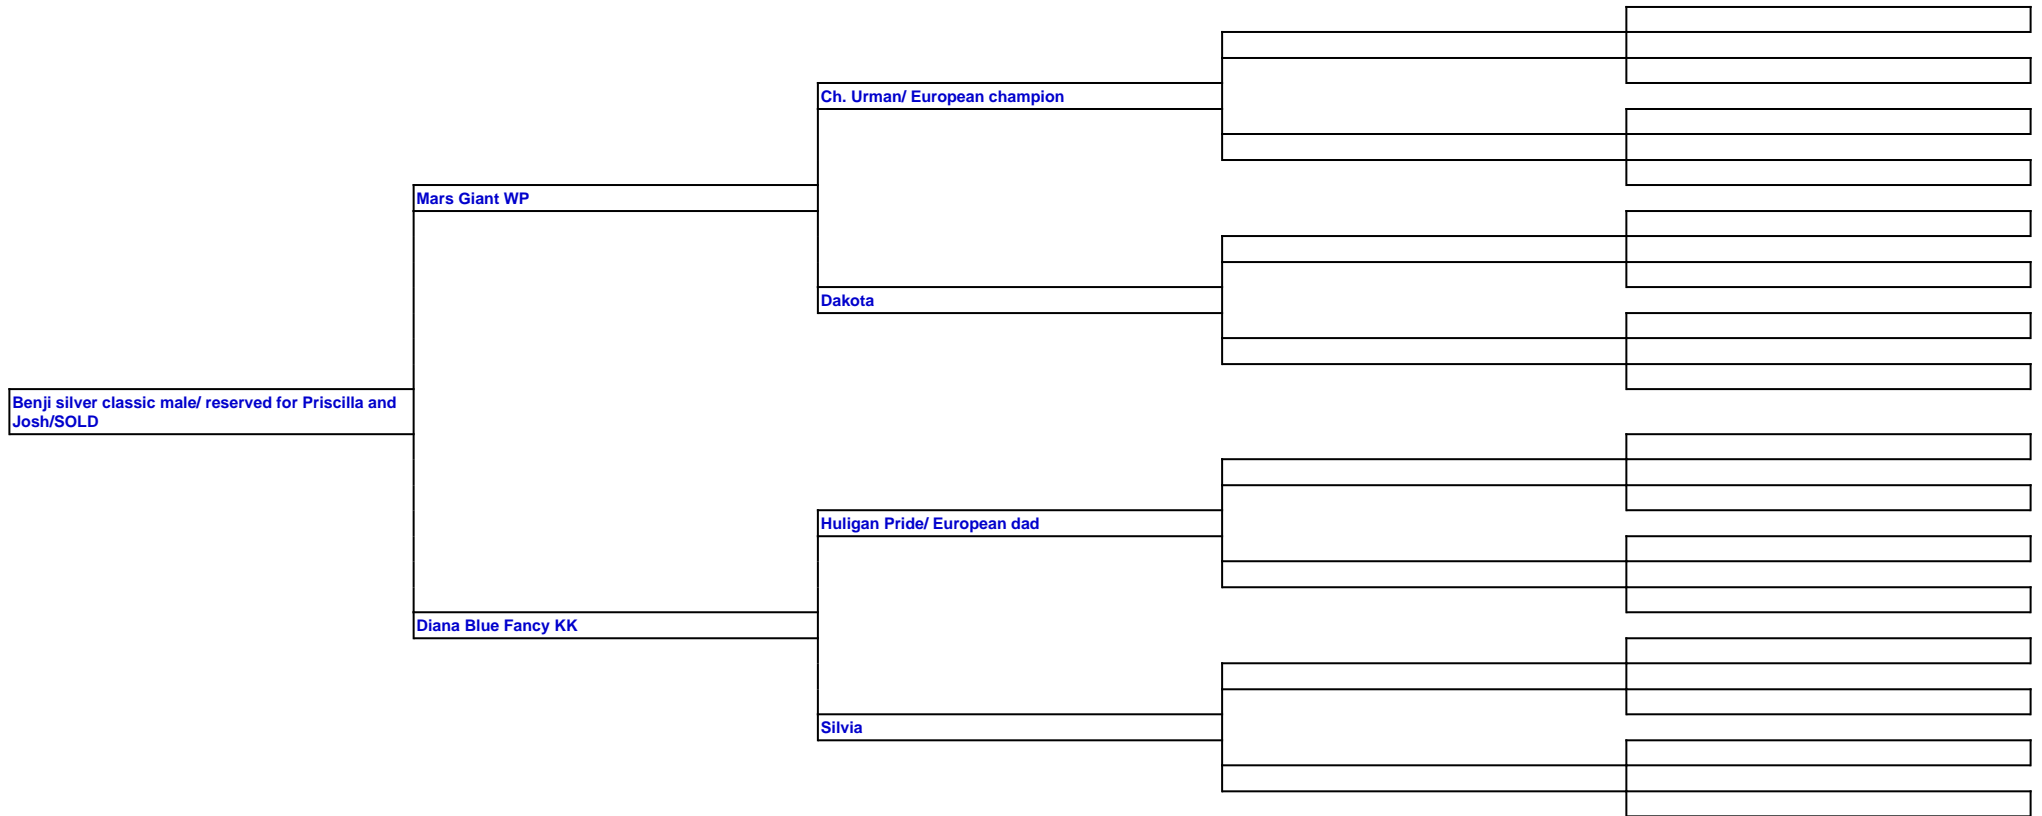 Ch. Urman/ European champion
Mars Giant WP
Dakota
Benji silver classic male/ reserved for Priscilla and
Josh/SOLD
Huligan Pride/ European dad
Diana Blue Fancy KK
Silvia